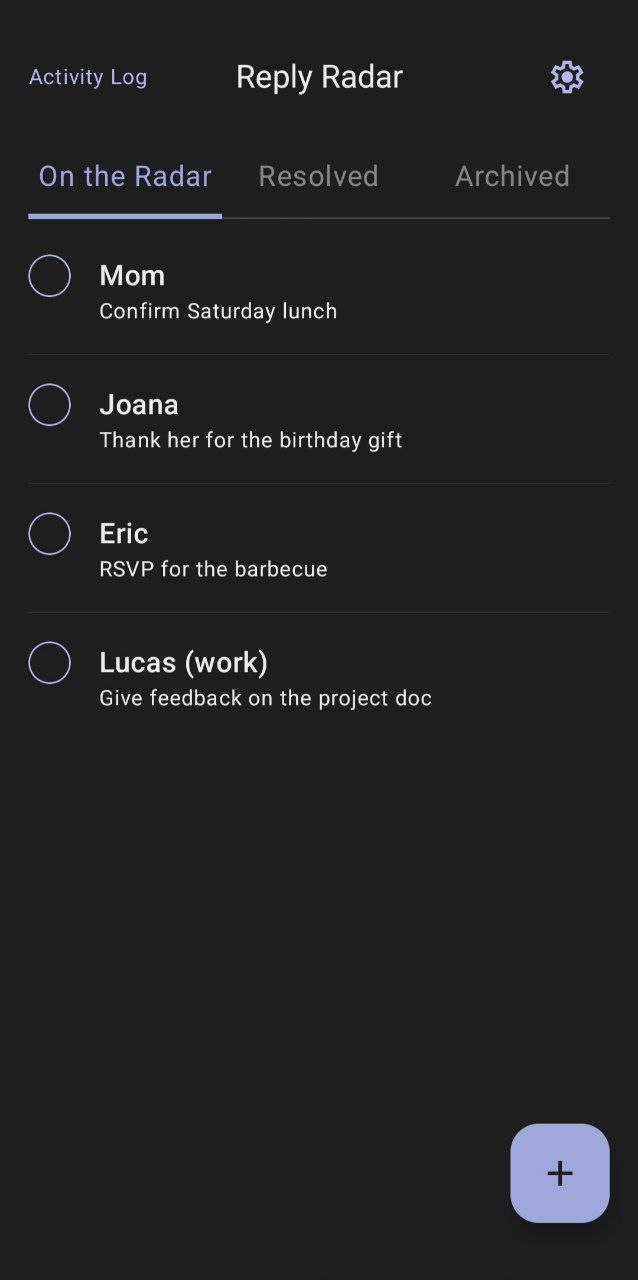 Activity Log
Reply Radar
On the Radar
Resolved
Archived
Mom
Confirm Saturday lunch
Joana
Thank her for the birthday gift
Eric
RSVP for the barbecue
Lucas (work)
Give feedback on the project doc
+